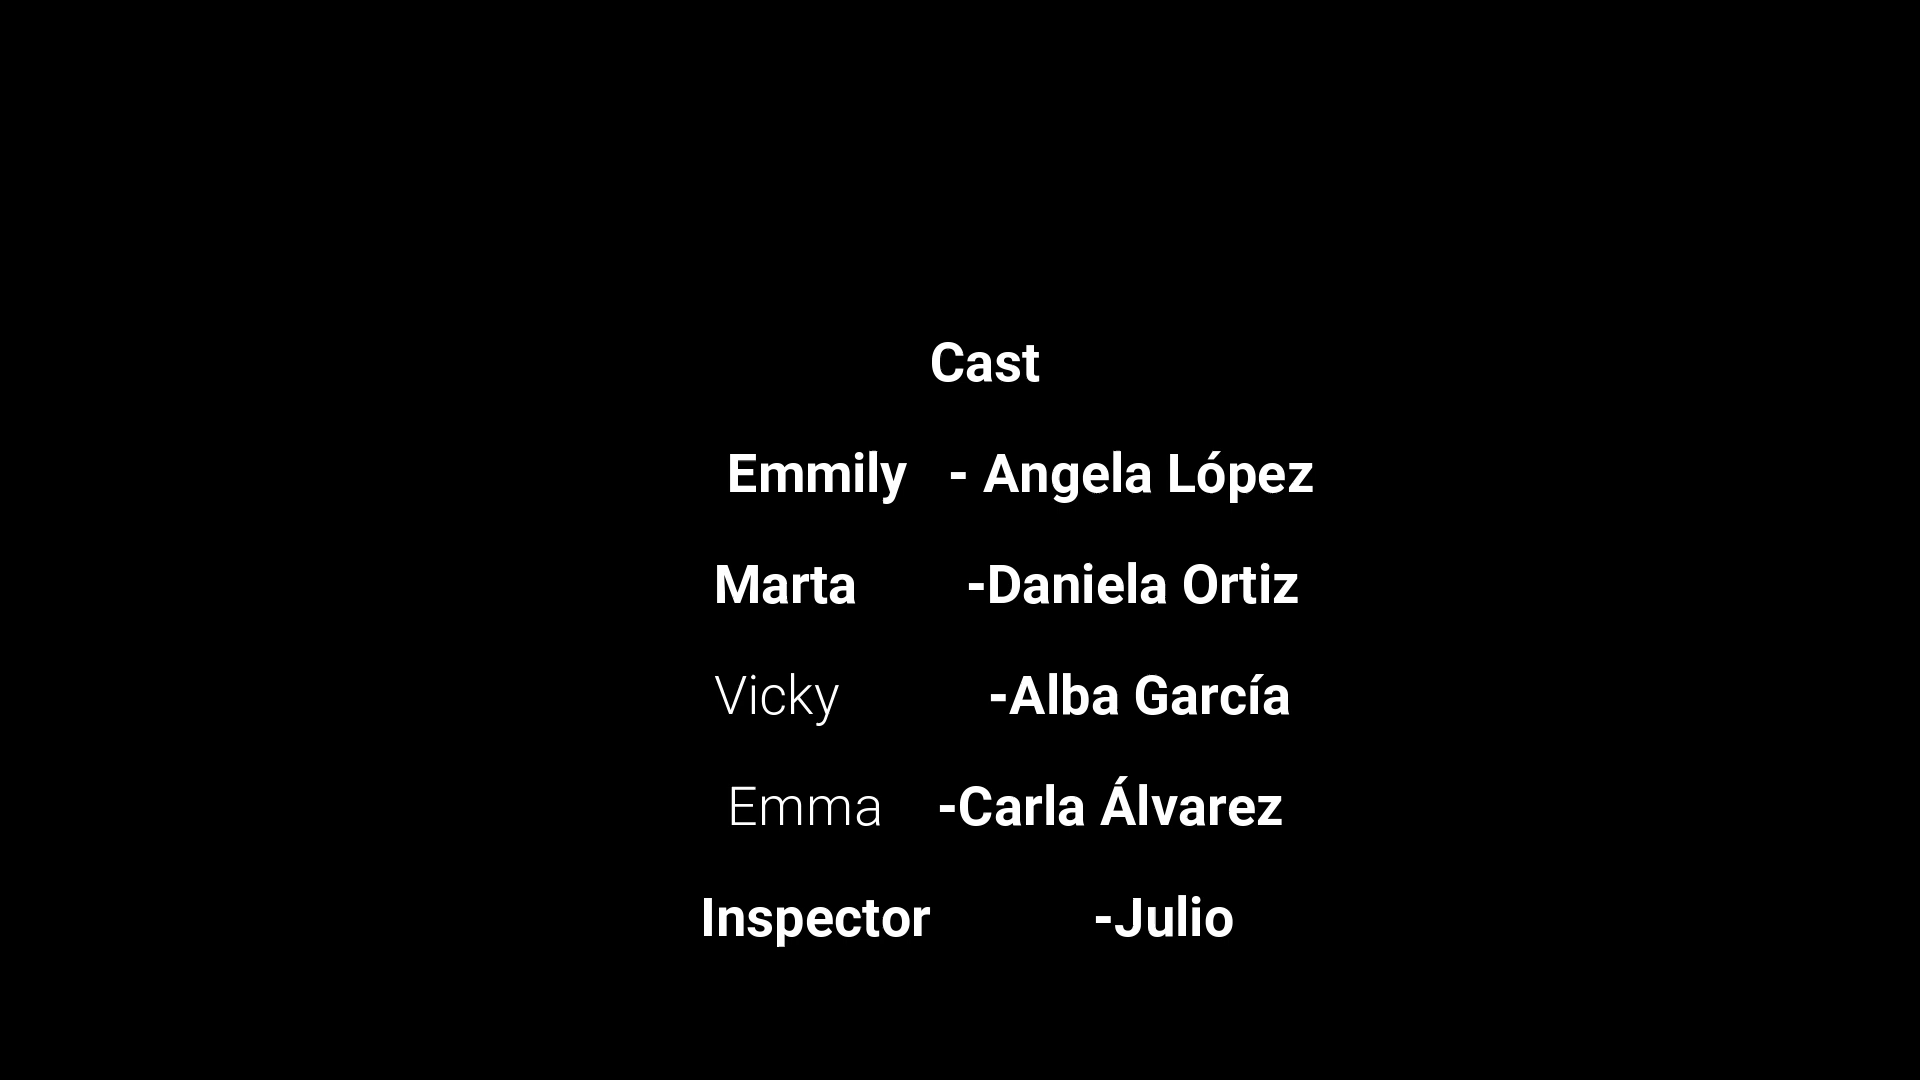 Cast
Emmily - Angela López
Marta -Daniela Ortiz
Vicky -Alba García
Emma -Carla Álvarez
Inspector -Julio